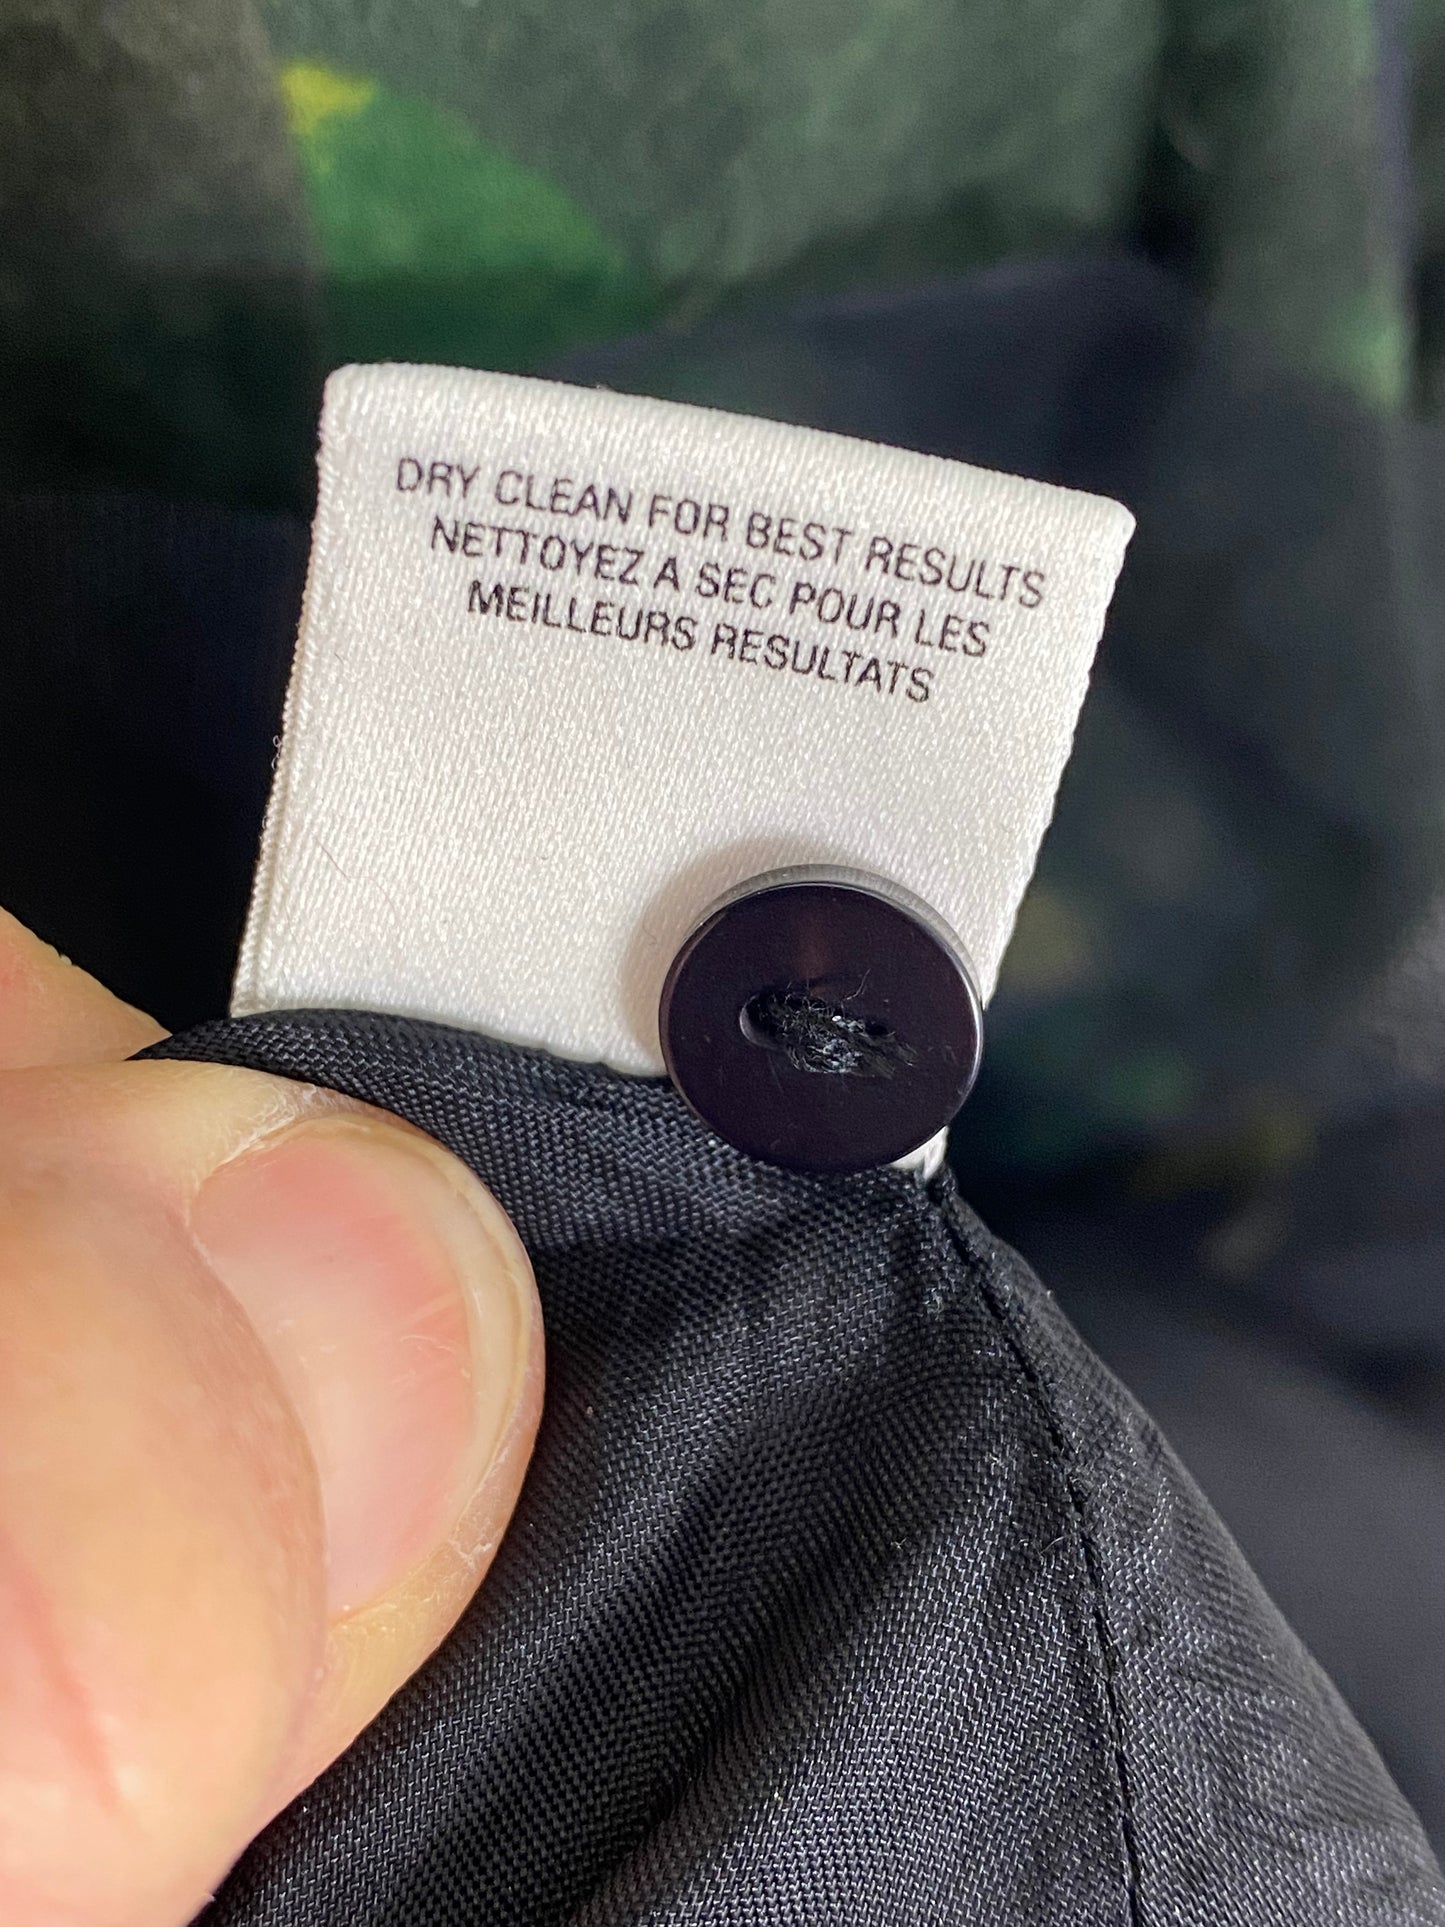 DRY CLEAN FOR BEST RESULTS
NETTOYEZ A SEC POUR LES
MEILLEURS RESULTATS